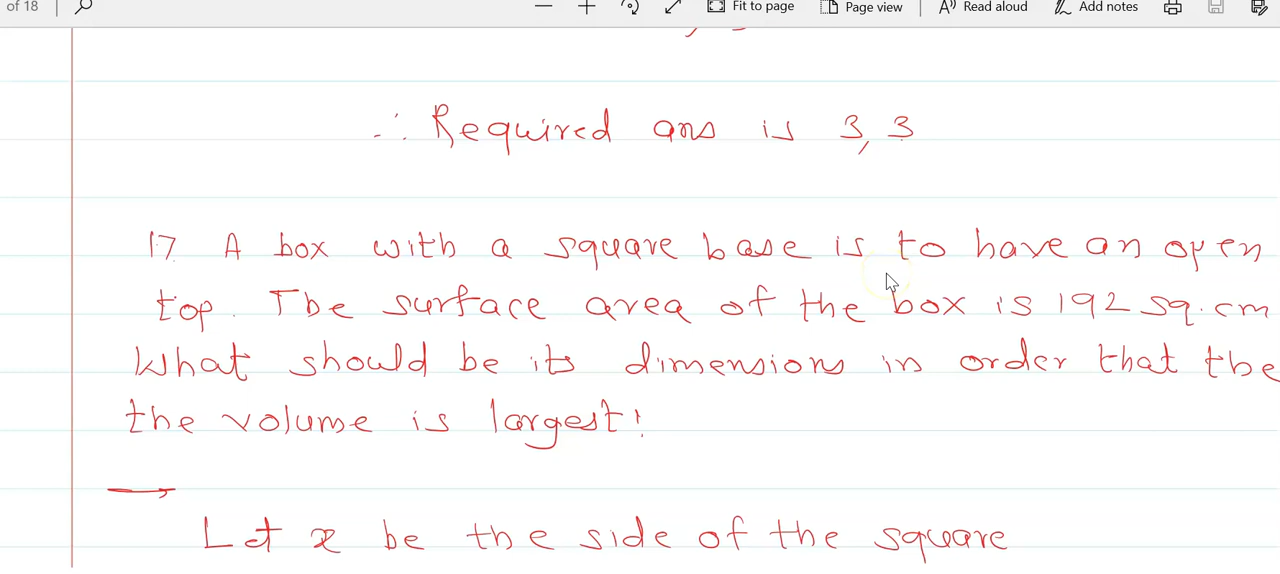 of 18 Fit to page Page view Read aloud Add notes
∴ Required ans is 3, 3
17. A box with a square base is to have an open
top. The surface area of the box is 192 sq.cm
What should be its dimensions in order that the
the volume is largest!
Let x be the side of the square